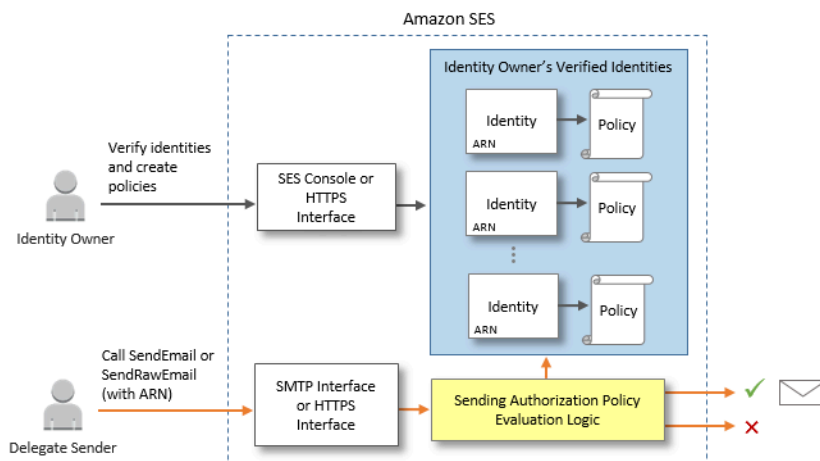 Amazon SES
Identity Owner's Verified Identities
Identity
ARN
Policy
Verify identities
and create
policies
SES Console or
HTTPS
Interface
Identity
ARN
Policy
Identity Owner
Identity
ARN
Policy
Call SendEmail or
SendRawEmail
(with ARN)
SMTP Interface
or HTTPS
Interface
Sending Authorization Policy
Evaluation Logic
Delegate Sender